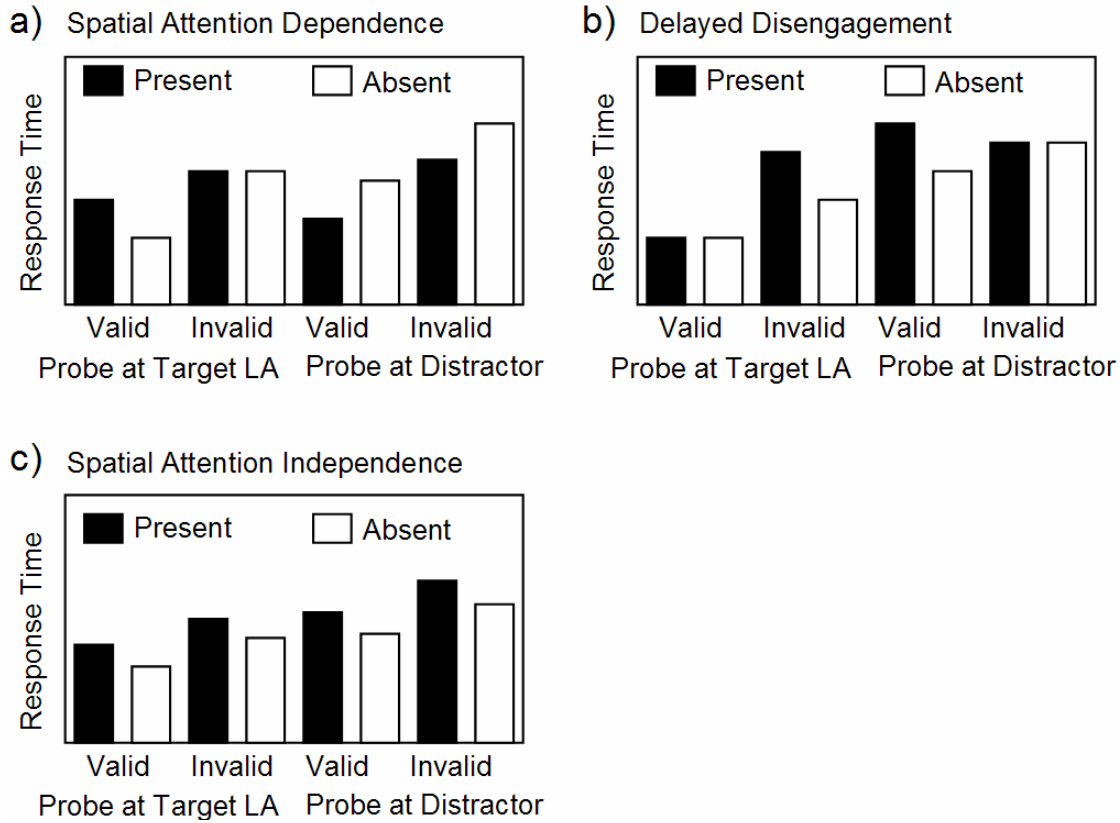 a) Spatial Attention Dependence
Present Absent
Response Time
Valid Invalid Valid Invalid
Probe at Target LA Probe at Distractor
b) Delayed Disengagement
Present Absent
Response Time
Valid Invalid Valid Invalid
Probe at Target LA Probe at Distractor
c) Spatial Attention Independence
Present Absent
Response Time
Valid Invalid Valid Invalid
Probe at Target LA Probe at Distractor